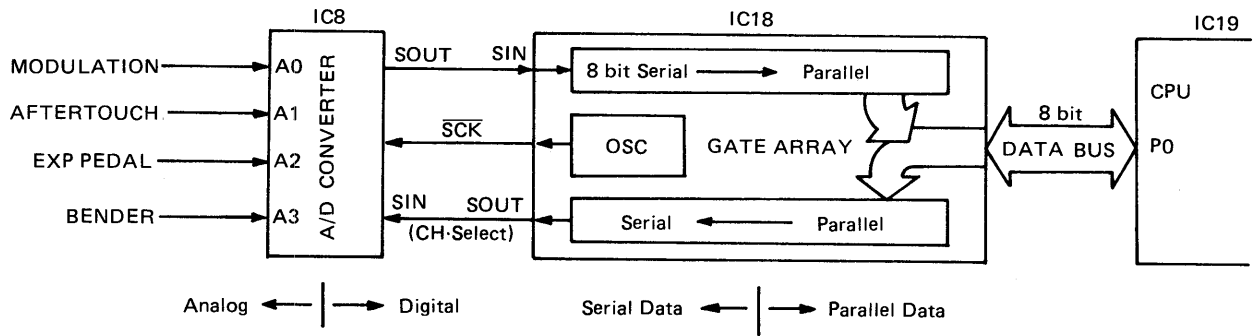 IC8
IC18
IC19
MODULATION
AFTERTOUCH
EXP PEDAL
BENDER
A0
A1
A2
A3
A/D CONVERTER
SOUT
SIN
S̅C̅K̅
SIN
SOUT
(CH·Select)
8 bit Serial
Parallel
OSC
GATE ARRAY
Serial
Parallel
8 bit
DATA BUS
CPU
P0
Analog
Digital
Serial Data
Parallel Data